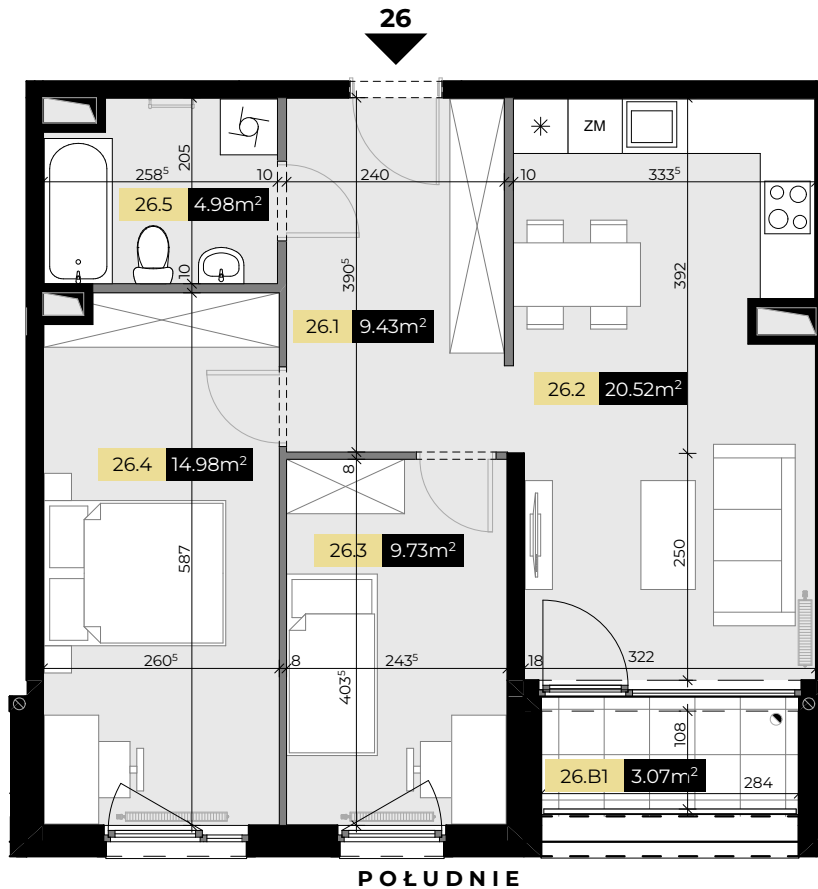 26
ZM
205
258⁵
10
240
10
333⁵
26.5 4.98m²
10
390⁵
392
26.1 9.43m²
26.2 20.52m²
26.4 14.98m²
8
26.3 9.73m²
587
250
260⁵
8
243⁵
18
322
403⁵
108
26.B1 3.07m²
284
POŁUDNIE